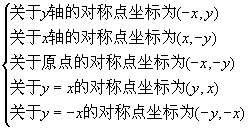 关于y轴的对称点坐标为(-x,y)
关于x轴的对称点坐标为(x,-y)
关于原点的对称点坐标为(-x,-y)
关于y = x的对称点坐标为(y,x)
关于y = -x的对称点坐标为(-y,-x)